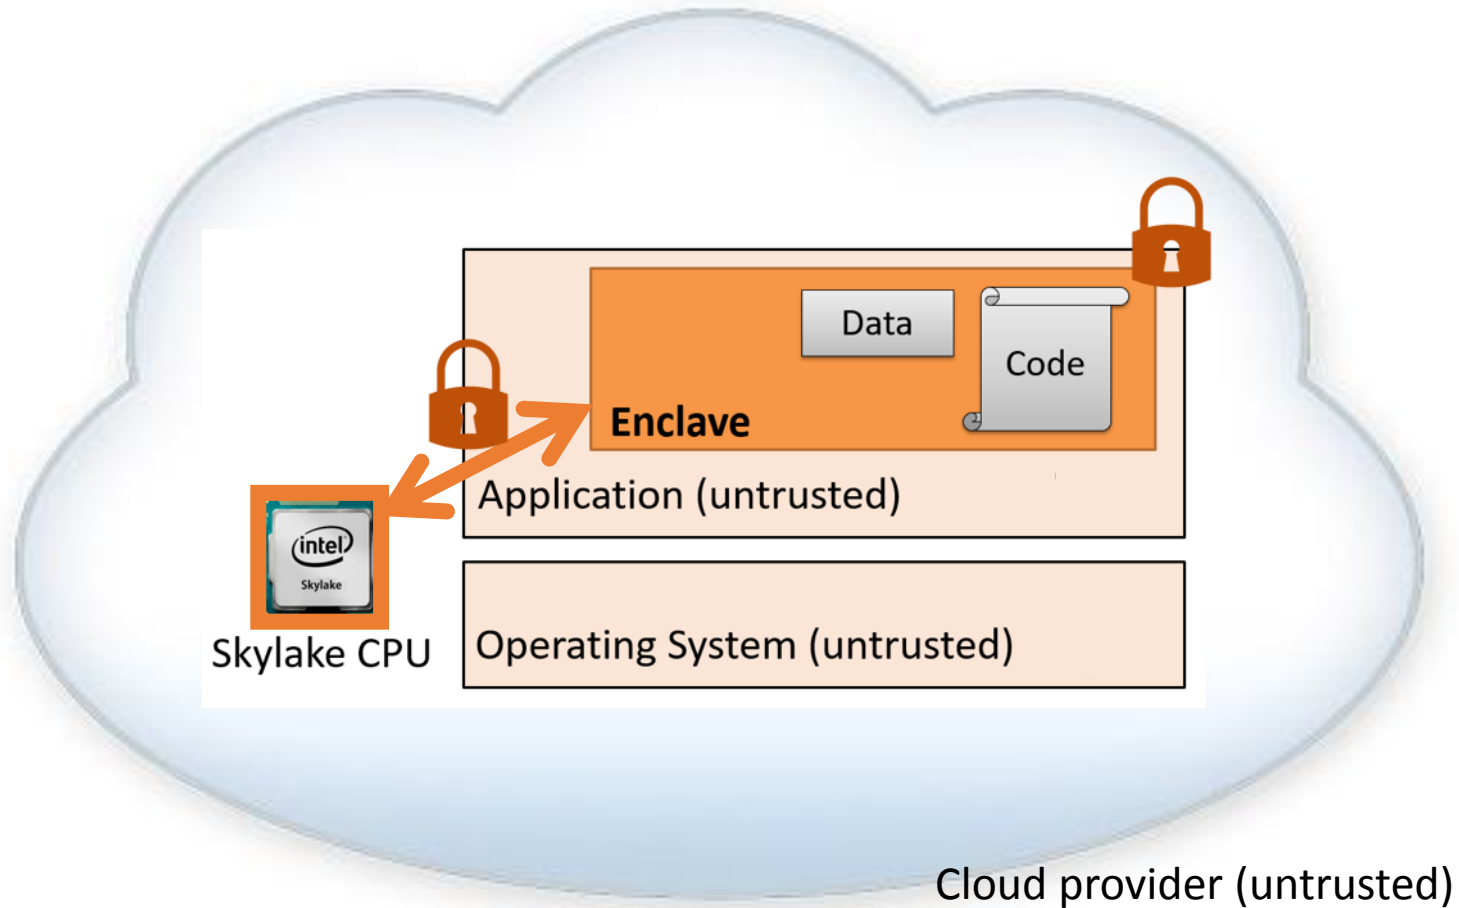 Data
Code
Enclave
Application (untrusted)
intel
Skylake
Skylake CPU
Operating System (untrusted)
Cloud provider (untrusted)